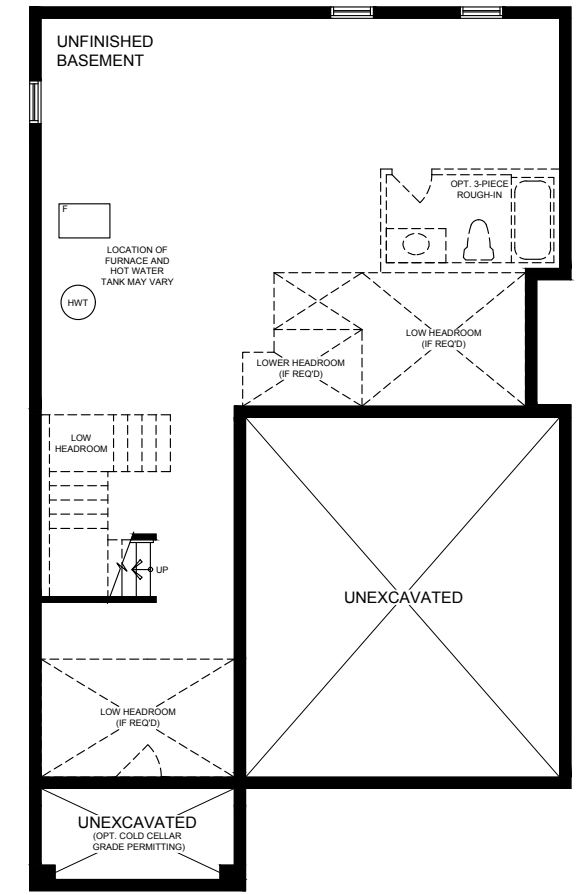 UNFINISHED
BASEMENT
OPT. 3-PIECE
ROUGH-IN
F
LOCATION OF
FURNACE AND
HOT WATER
TANK MAY VARY
HWT
LOW HEADROOM
(IF REQ'D)
LOWER HEADROOM
(IF REQ'D)
LOW
HEADROOM
UP
UNEXCAVATED
LOW HEADROOM
(IF REQ'D)
UNEXCAVATED
(OPT. COLD CELLAR
GRADE PERMITTING)